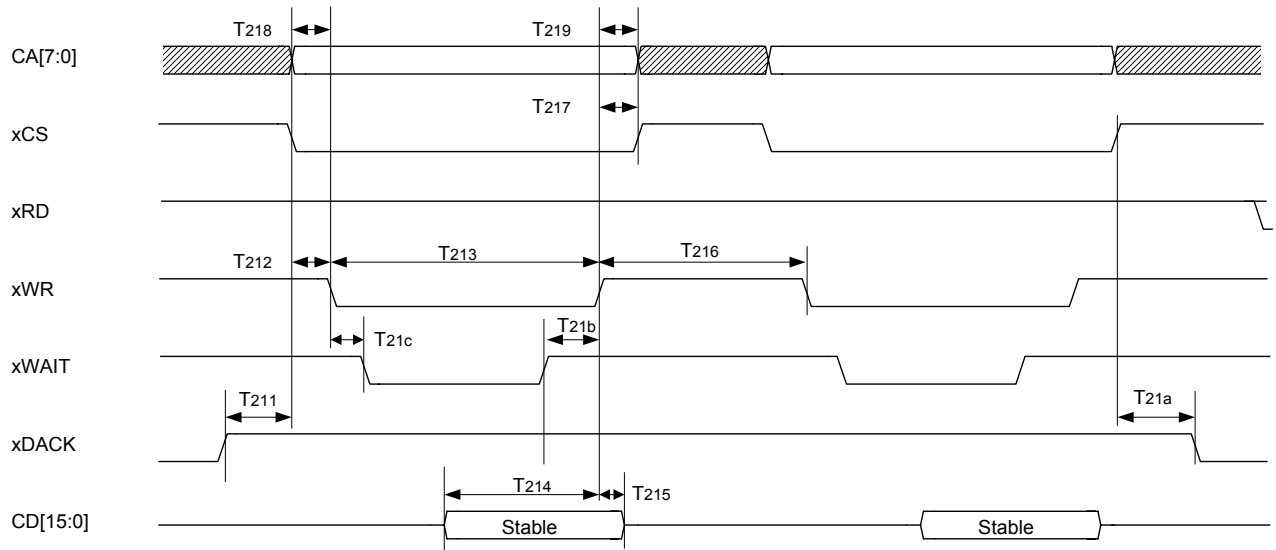 T218
T219
CA[7:0]
T217
xCS
xRD
T212
T213
T216
xWR
T21c
T21b
xWAIT
T211
T21a
xDACK
T214
T215
CD[15:0]
Stable
Stable